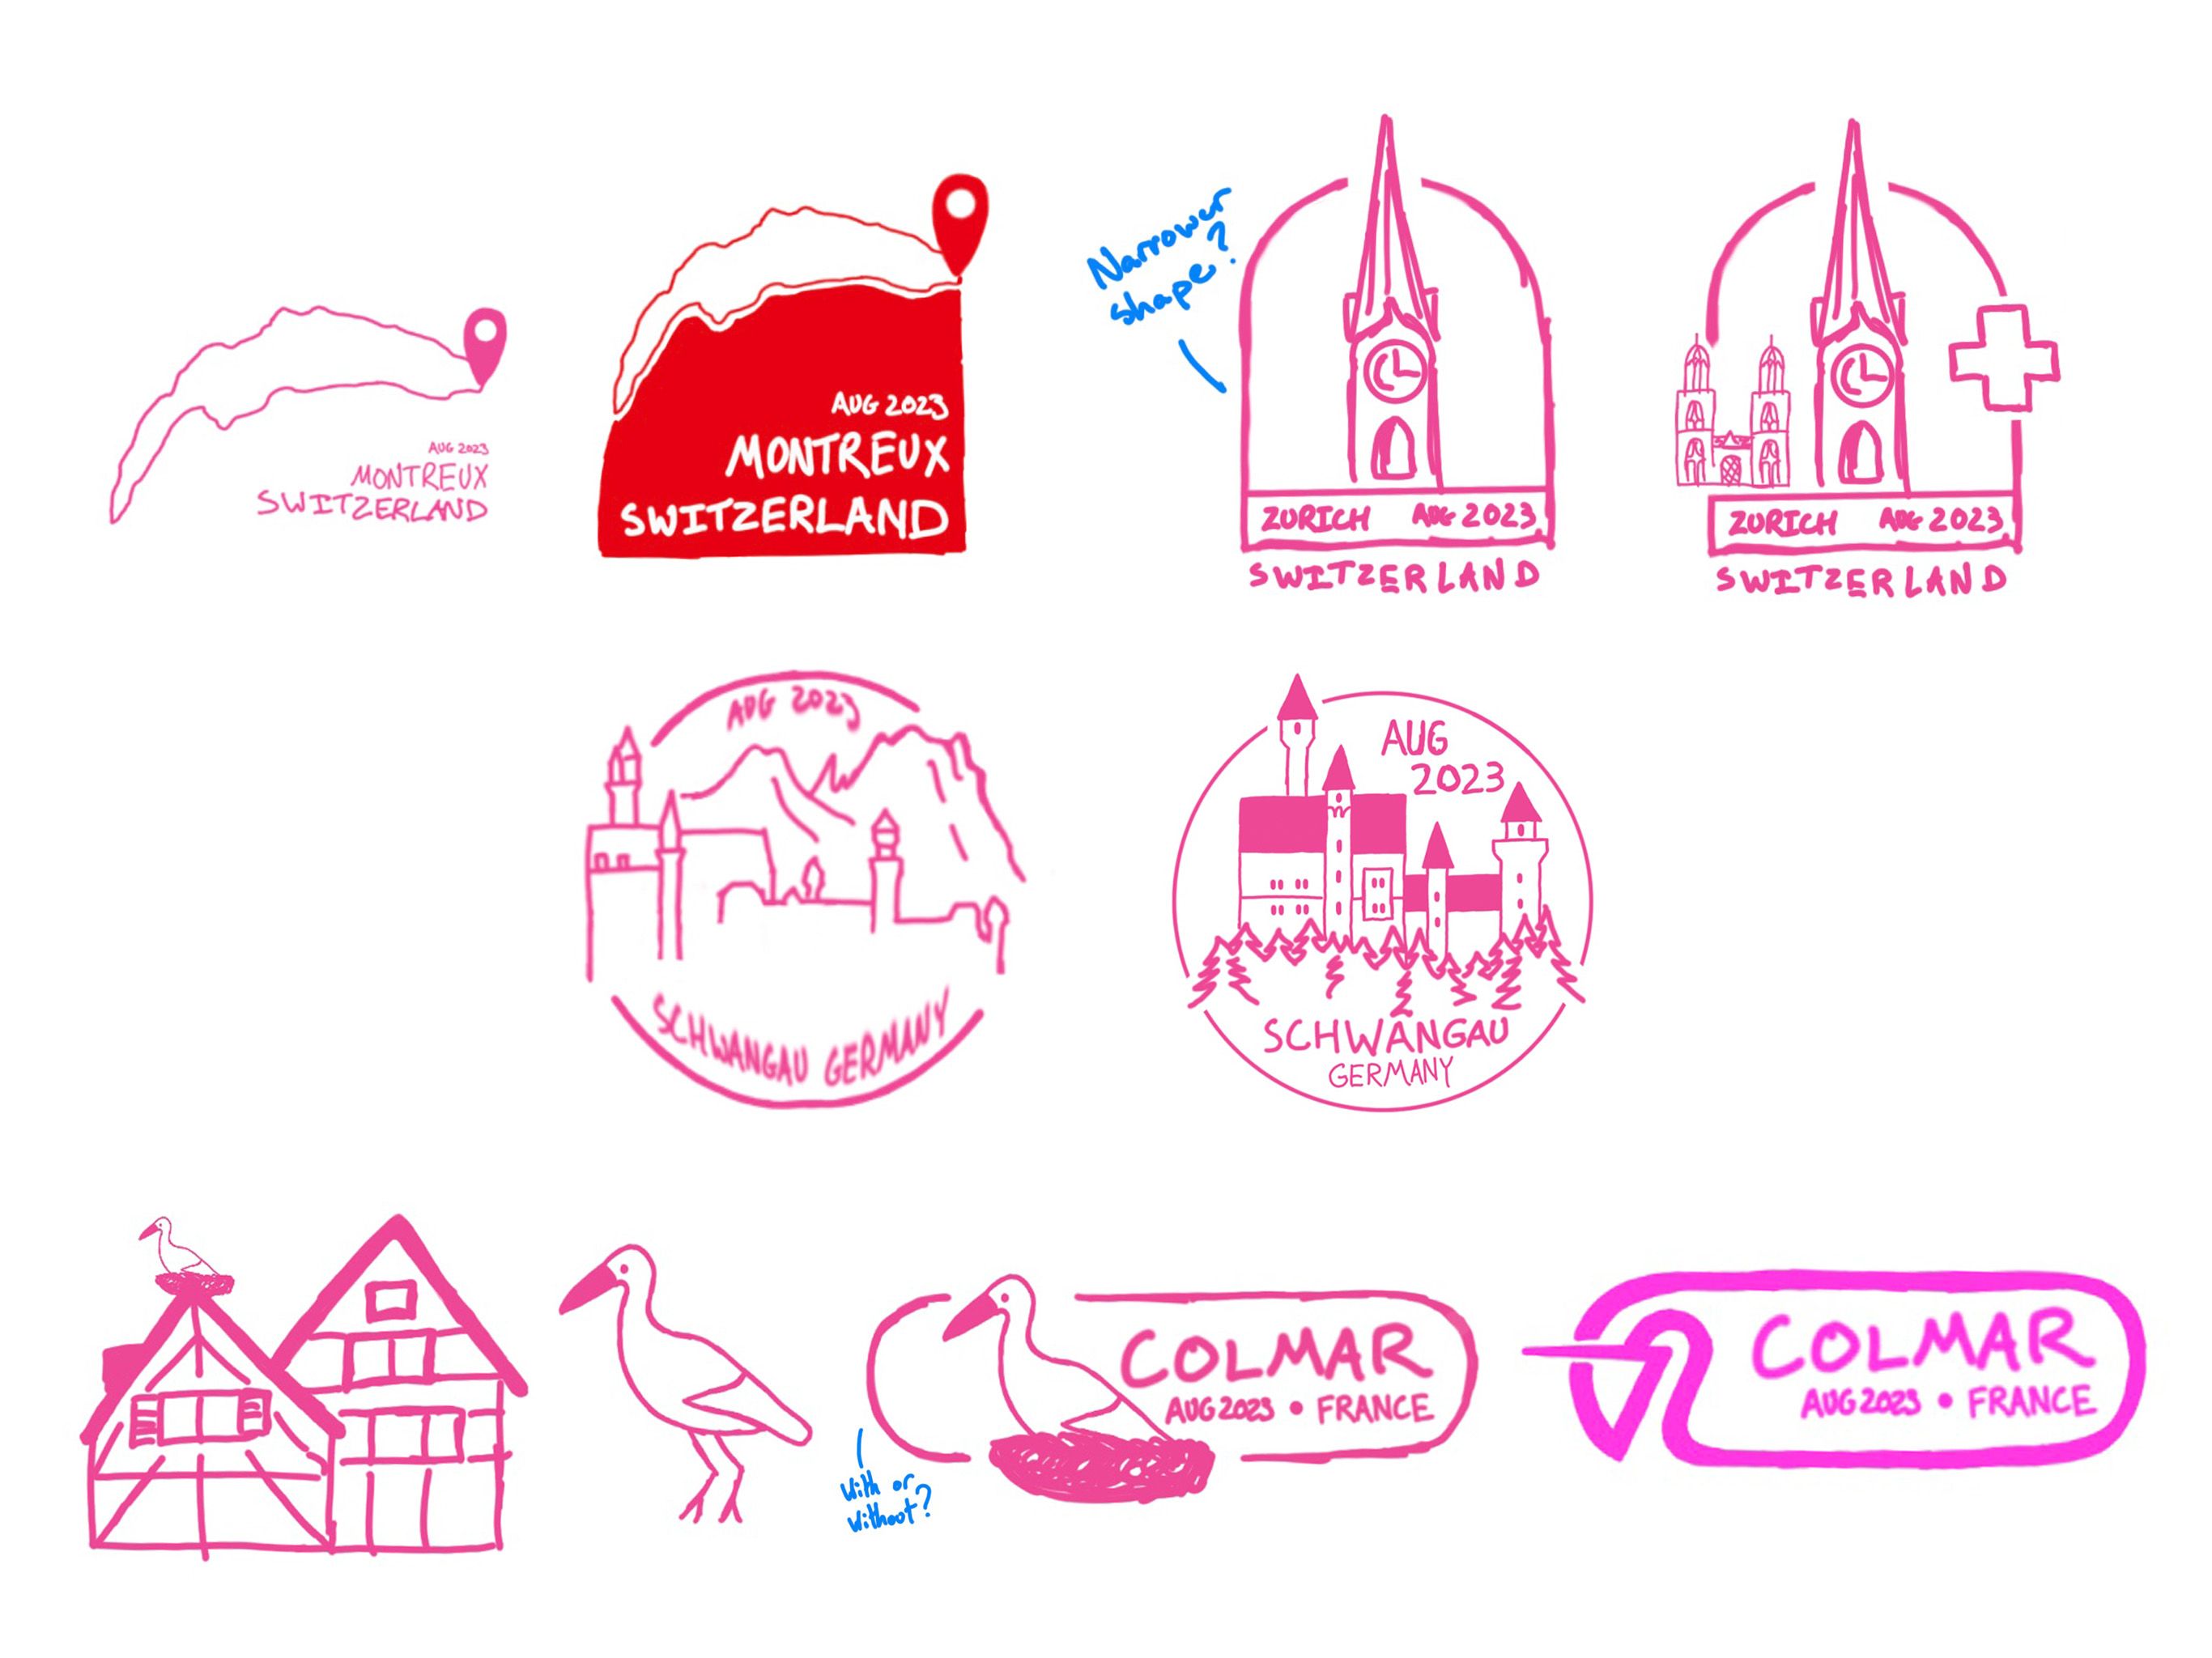 AUG 2023
MONTREUX
SWITZERLAND
AUG 2023
MONTREUX
SWITZERLAND
Narrower
shape?
ZURICH AUG 2023
SWITZERLAND
ZURICH AUG 2023
SWITZERLAND
AUG 2023
SCHWANGAU GERMANY
AUG
2023
SCHWANGAU
GERMANY
With or
Without?
COLMAR
AUG 2023 • FRANCE
COLMAR
AUG 2023 • FRANCE